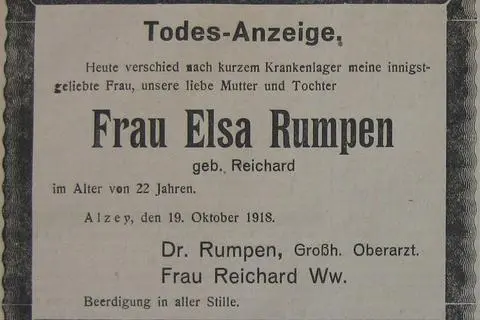 Todes-Anzeige.
Heute verschied nach kurzem Krankenlager meine innigst-
geliebte Frau, unsere liebe Mutter und Tochter
Frau Elsa Rumpen
geb. Reichard
im Alter von 22 Jahren.
Alzey, den 19. Oktober 1918.
Dr. Rumpen, Großh. Oberarzt.
Frau Reichard Ww.
Beerdigung in aller Stille.